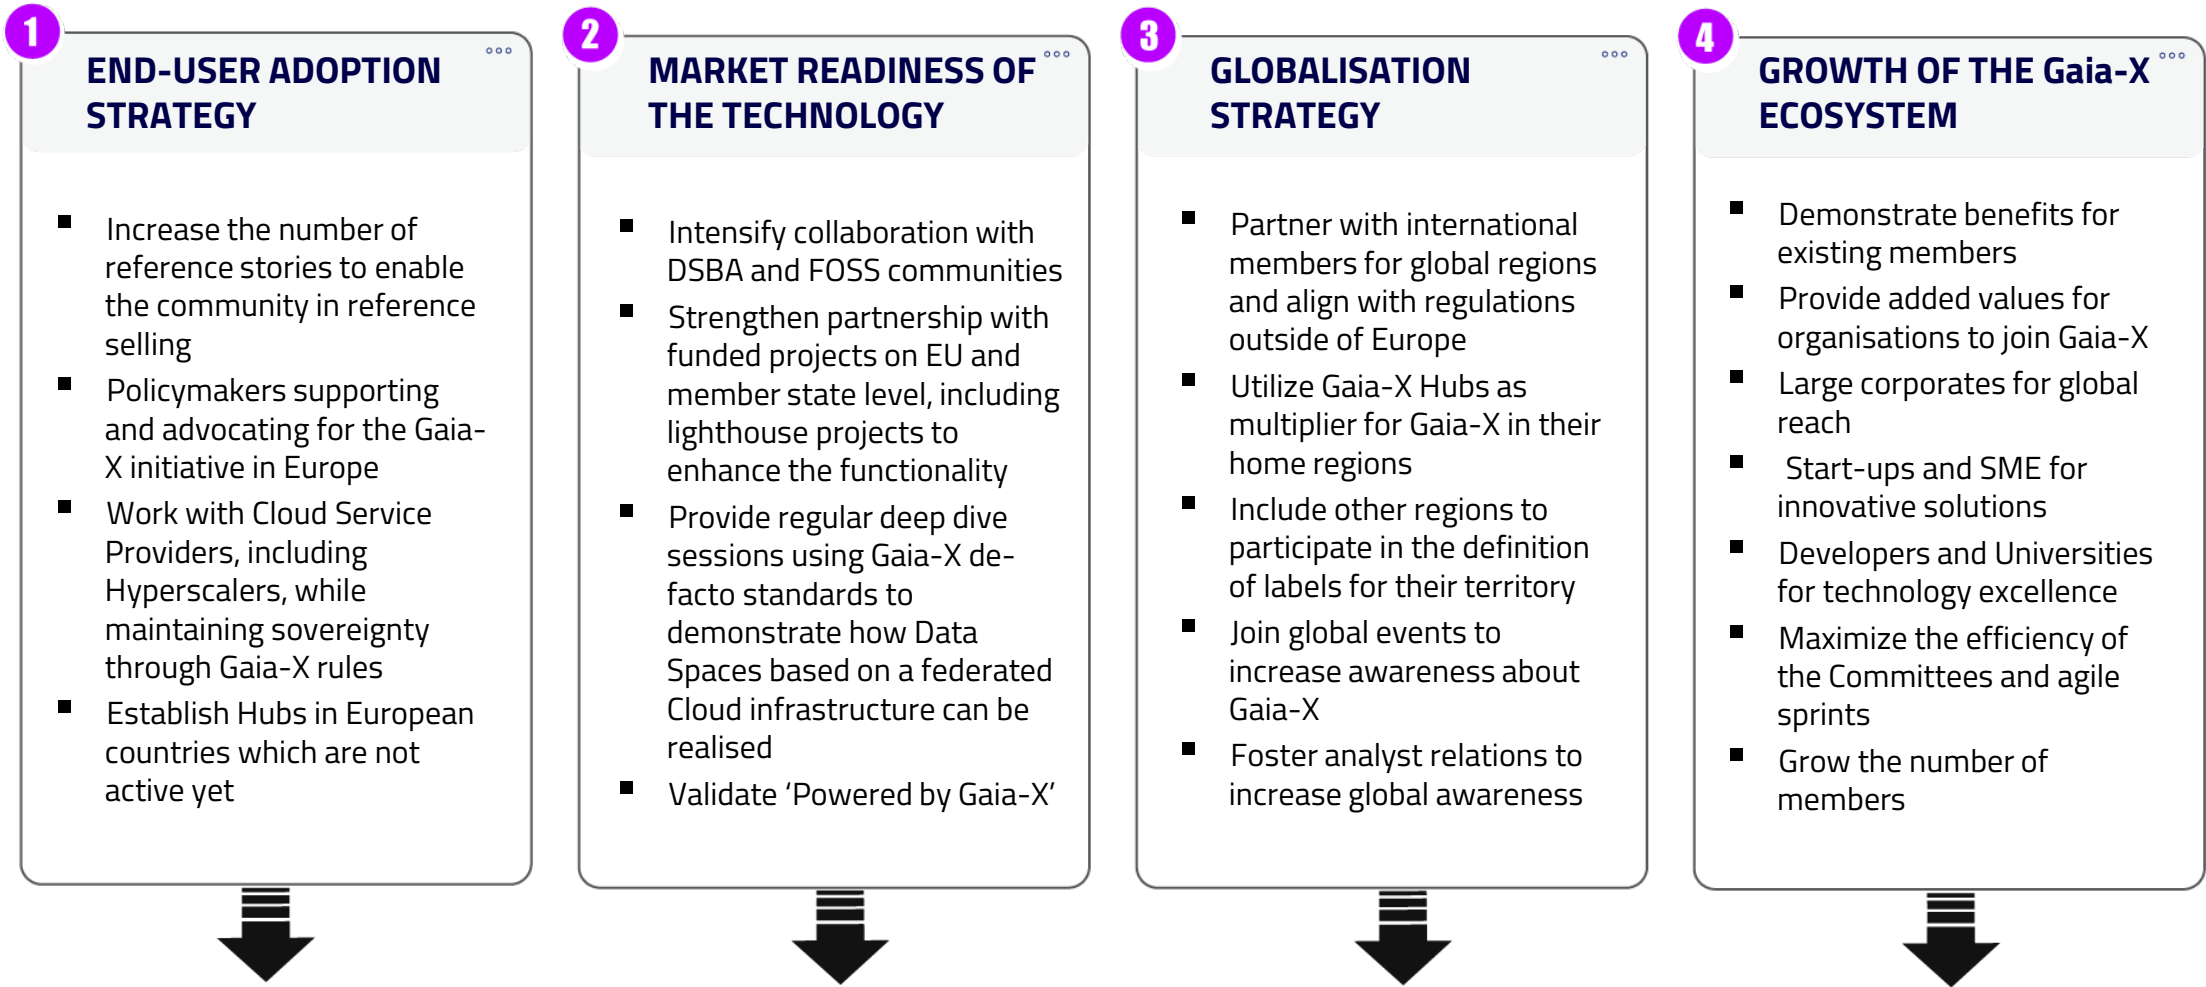 1
END-USER ADOPTION
STRATEGY
Increase the number of
reference stories to enable
the community in reference
selling
Policymakers supporting
and advocating for the Gaia-
X initiative in Europe
Work with Cloud Service
Providers, including
Hyperscalers, while
maintaining sovereignty
through Gaia-X rules
Establish Hubs in European
countries which are not
active yet
2
MARKET READINESS OF
THE TECHNOLOGY
Intensify collaboration with
DSBA and FOSS communities
Strengthen partnership with
funded projects on EU and
member state level, including
lighthouse projects to
enhance the functionality
Provide regular deep dive
sessions using Gaia-X de-
facto standards to
demonstrate how Data
Spaces based on a federated
Cloud infrastructure can be
realised
Validate ‘Powered by Gaia-X’
3
GLOBALISATION
STRATEGY
Partner with international
members for global regions
and align with regulations
outside of Europe
Utilize Gaia-X Hubs as
multiplier for Gaia-X in their
home regions
Include other regions to
participate in the definition
of labels for their territory
Join global events to
increase awareness about
Gaia-X
Foster analyst relations to
increase global awareness
4
GROWTH OF THE Gaia-X
ECOSYSTEM
Demonstrate benefits for
existing members
Provide added values for
organisations to join Gaia-X
Large corporates for global
reach
Start-ups and SME for
innovative solutions
Developers and Universities
for technology excellence
Maximize the efficiency of
the Committees and agile
sprints
Grow the number of
members